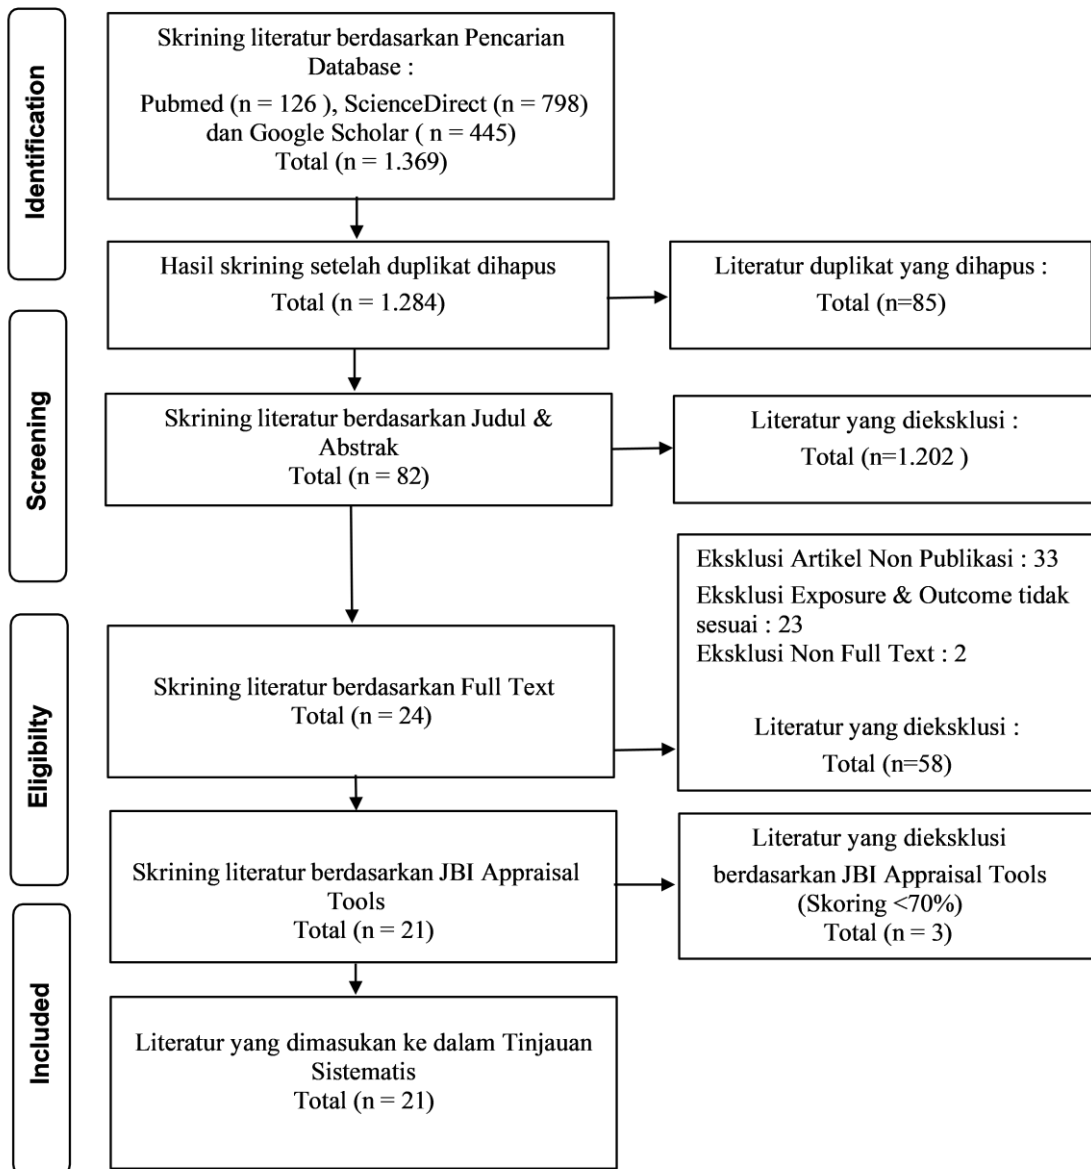 Identification
Skrining literatur berdasarkan Pencarian
Database :
Pubmed (n = 126 ), ScienceDirect (n = 798)
dan Google Scholar ( n = 445)
Total (n = 1.369)
Hasil skrining setelah duplikat dihapus
Total (n = 1.284)
Literatur duplikat yang dihapus :
Total (n=85)
Screening
Skrining literatur berdasarkan Judul &
Abstrak
Total (n = 82)
Literatur yang dieksklusi :
Total (n=1.202 )
Eligibilty
Skrining literatur berdasarkan Full Text
Total (n = 24)
Eksklusi Artikel Non Publikasi : 33
Eksklusi Exposure & Outcome tidak
sesuai : 23
Eksklusi Non Full Text : 2
Literatur yang dieksklusi :
Total (n=58)
Skrining literatur berdasarkan JBI Appraisal
Tools
Total (n = 21)
Literatur yang dieksklusi
berdasarkan JBI Appraisal Tools
(Skoring <70%)
Total (n = 3)
Included
Literatur yang dimasukan ke dalam Tinjauan
Sistematis
Total (n = 21)